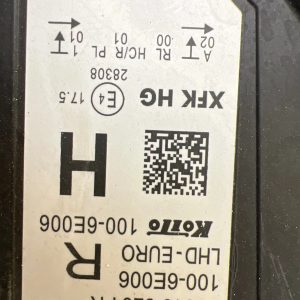 100-6E006
LHD-EURO R
Koito 100-6E006
H
XFK HG E4 17.5
28308
A RL HC/R PL 1
02 00 01 01